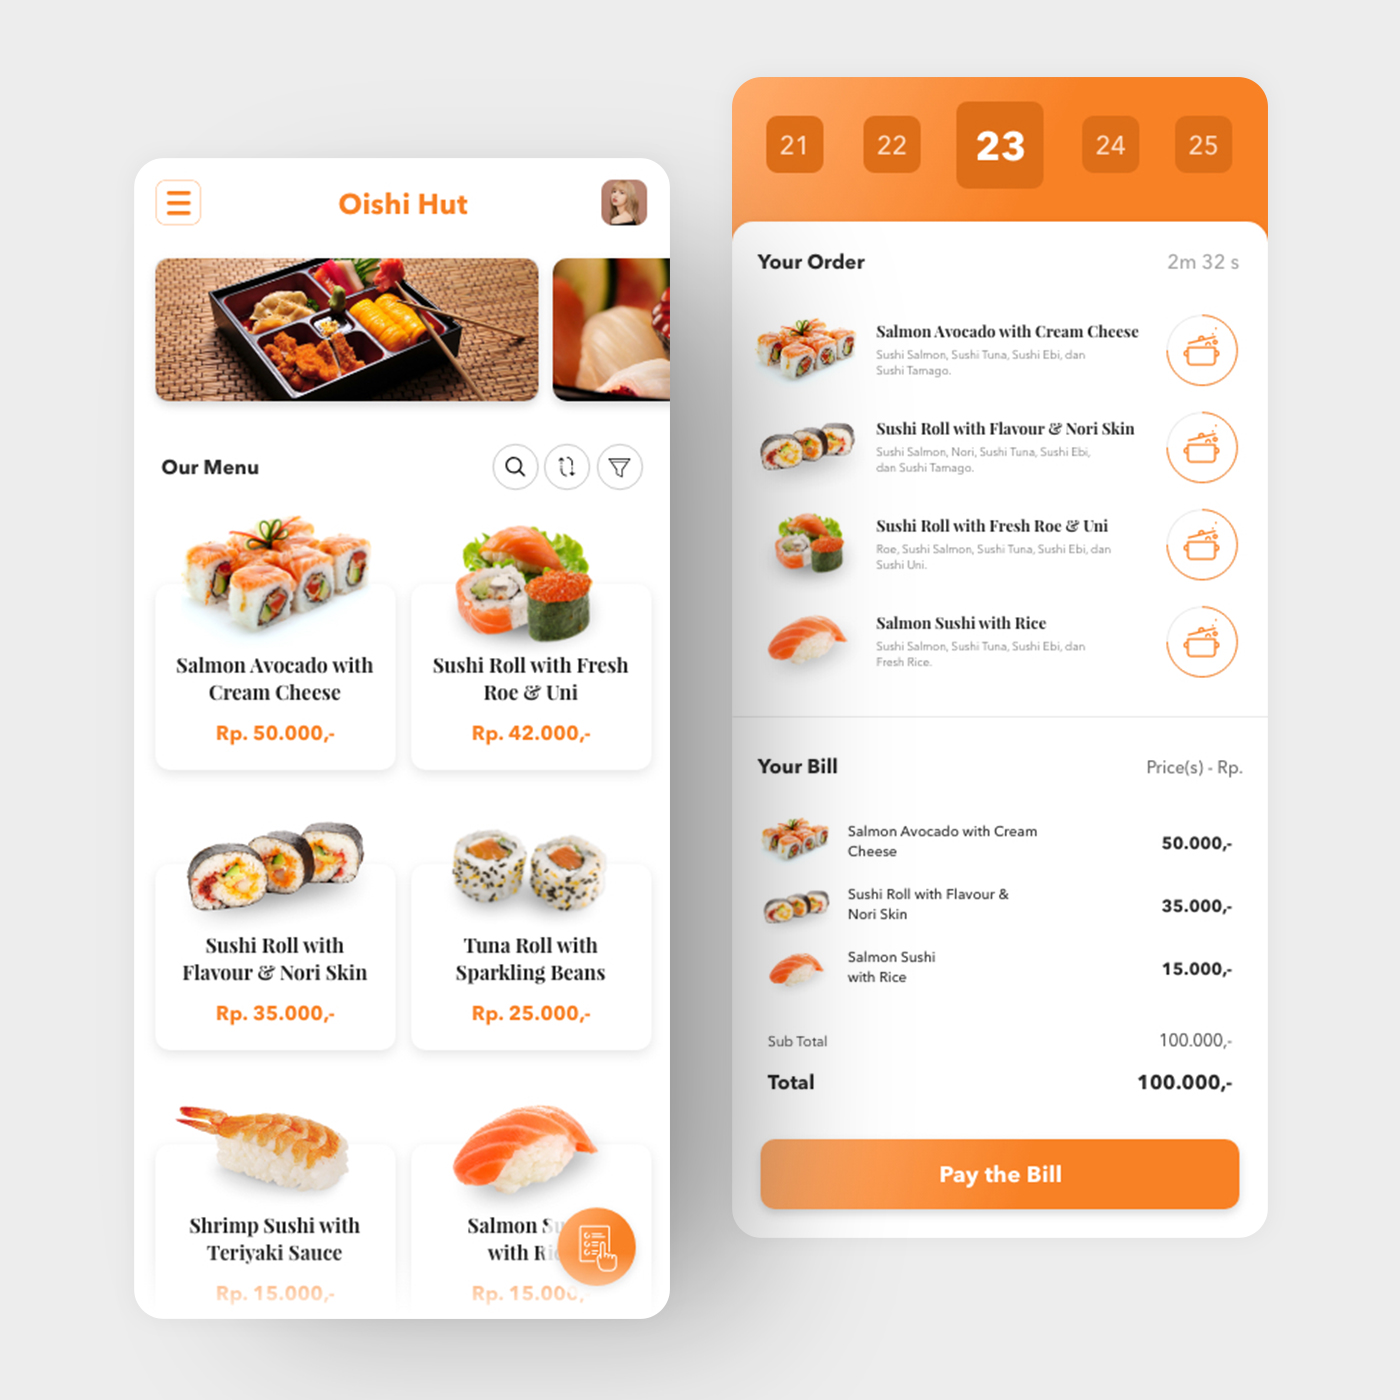 Oishi Hut
Our Menu
Salmon Avocado with
Cream Cheese
Rp. 50.000,-
Sushi Roll with Fresh
Roe & Uni
Rp. 42.000,-
Sushi Roll with
Flavour & Nori Skin
Rp. 35.000,-
Tuna Roll with
Sparkling Beans
Rp. 25.000,-
Shrimp Sushi with
Teriyaki Sauce
Rp. 15.000,-
Salmon Su
with Ric
Rp. 15.000,-
21
22
23
24
25
Your Order
2m 32 s
Salmon Avocado with Cream Cheese
Sushi Salmon, Sushi Tuna, Sushi Ebi, dan
Sushi Tamago.
Sushi Roll with Flavour & Nori Skin
Sushi Salmon, Nori, Sushi Tuna, Sushi Ebi,
dan Sushi Tamago.
Sushi Roll with Fresh Roe & Uni
Roe, Sushi Salmon, Sushi Tuna, Sushi Ebi, dan
Sushi Uni.
Salmon Sushi with Rice
Sushi Salmon, Sushi Tuna, Sushi Ebi, dan
Fresh Rice.
Your Bill
Price(s) - Rp.
Salmon Avocado with Cream
Cheese
50.000,-
Sushi Roll with Flavour &
Nori Skin
35.000,-
Salmon Sushi
with Rice
15.000,-
Sub Total
100.000,-
Total
100.000,-
Pay the Bill